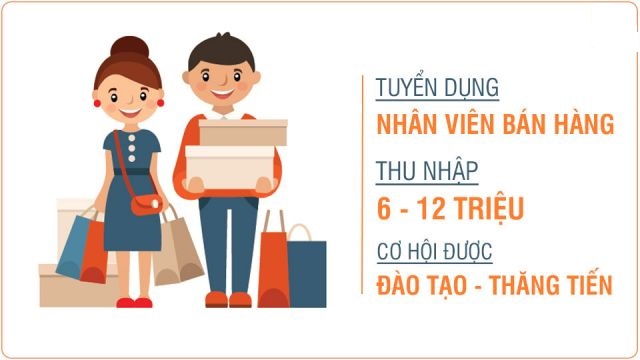 TUYỂN DỤNG
NHÂN VIÊN BÁN HÀNG
THU NHẬP
6 - 12 TRIỆU
CƠ HỘI ĐƯỢC
ĐÀO TẠO - THĂNG TIẾN